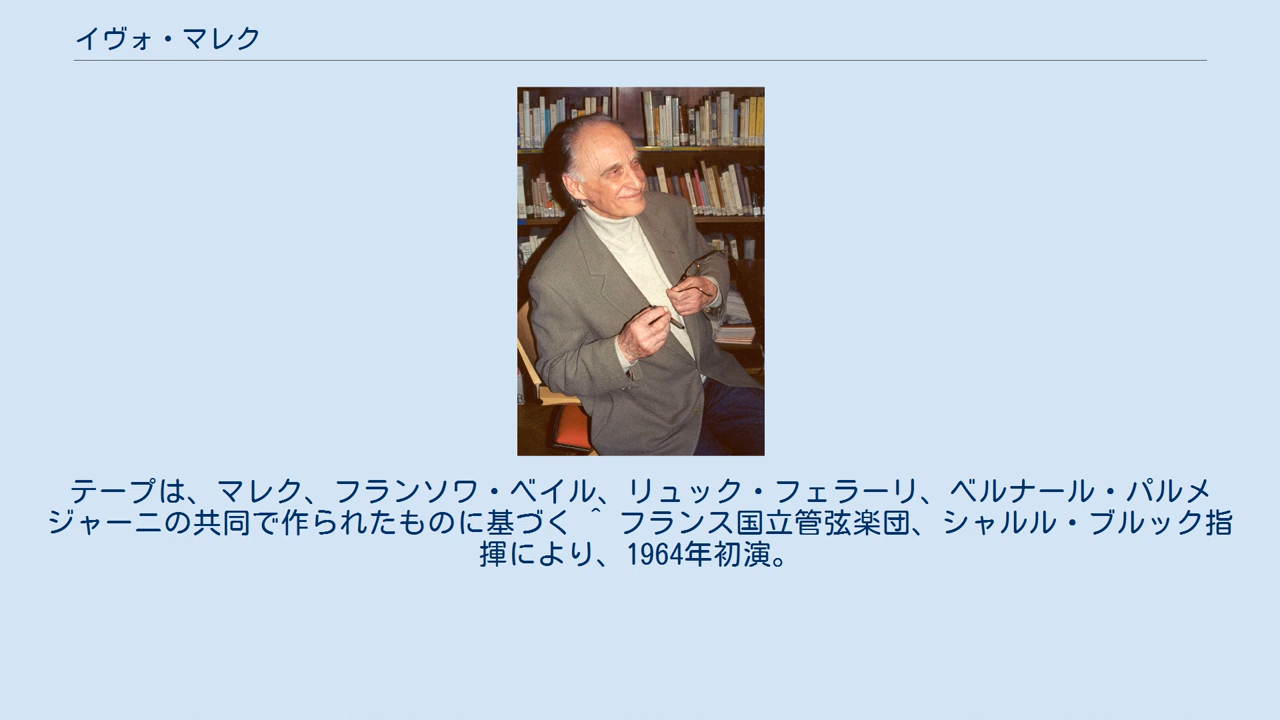 イヴォ・マレク
テープは、マレク、フランソワ・ベイル、リュック・フェラーリ、ベルナール・パルメ
ジャーニの共同で作られたものに基づく ^ フランス国立管弦楽団、シャルル・ブルック指
揮により、1964年初演。